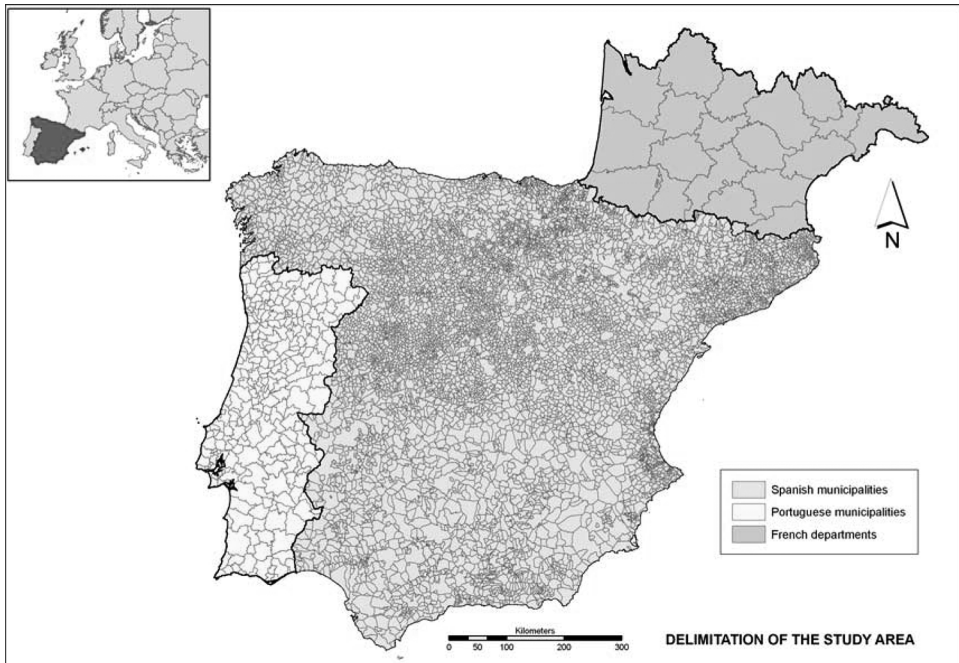 N
Spanish municipalities
Portuguese municipalities
French departments
Kilometers
0 50 100 200 300
DELIMITATION OF THE STUDY AREA